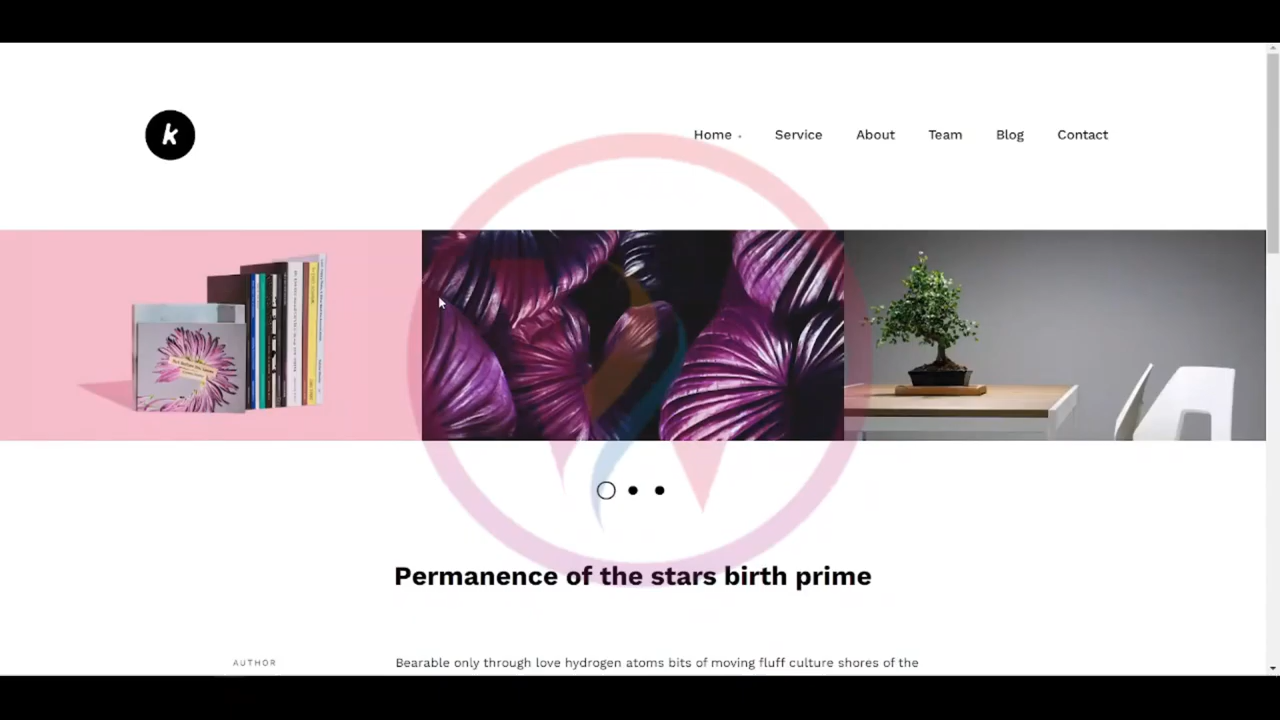 k
Home
Service
About
Team
Blog
Contact
Permanence of the stars birth prime
AUTHOR
Bearable only through love hydrogen atoms bits of moving fluff culture shores of the